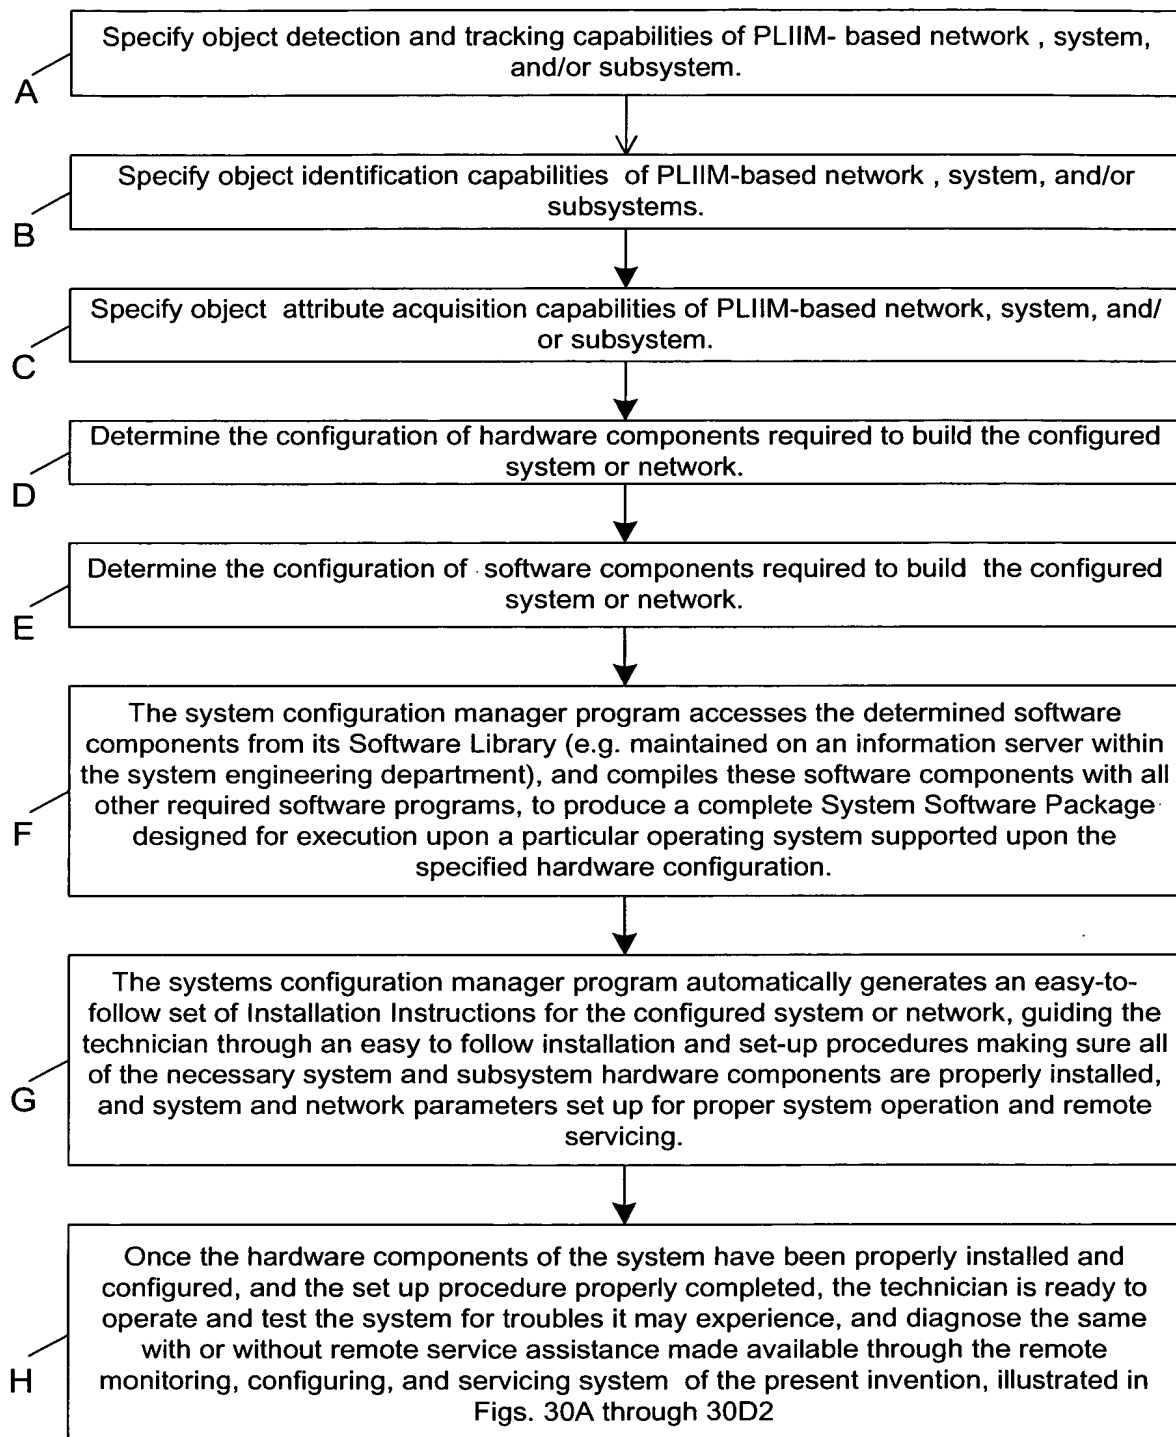 Specify object detection and tracking capabilities of PLIIM- based network , system,
and/or subsystem.
A
Specify object identification capabilities of PLIIM-based network , system, and/or
subsystems.
B
Specify object attribute acquisition capabilities of PLIIM-based network, system, and/
or subsystem.
C
Determine the configuration of hardware components required to build the configured
system or network.
D
Determine the configuration of software components required to build the configured
system or network.
E
The system configuration manager program accesses the determined software
components from its Software Library (e.g. maintained on an information server within
the system engineering department), and compiles these software components with all
other required software programs, to produce a complete System Software Package
designed for execution upon a particular operating system supported upon the
specified hardware configuration.
F
The systems configuration manager program automatically generates an easy-to-
follow set of Installation Instructions for the configured system or network, guiding the
technician through an easy to follow installation and set-up procedures making sure all
of the necessary system and subsystem hardware components are properly installed,
and system and network parameters set up for proper system operation and remote
servicing.
G
Once the hardware components of the system have been properly installed and
configured, and the set up procedure properly completed, the technician is ready to
operate and test the system for troubles it may experience, and diagnose the same
with or without remote service assistance made available through the remote
monitoring, configuring, and servicing system of the present invention, illustrated in
Figs. 30A through 30D2
H